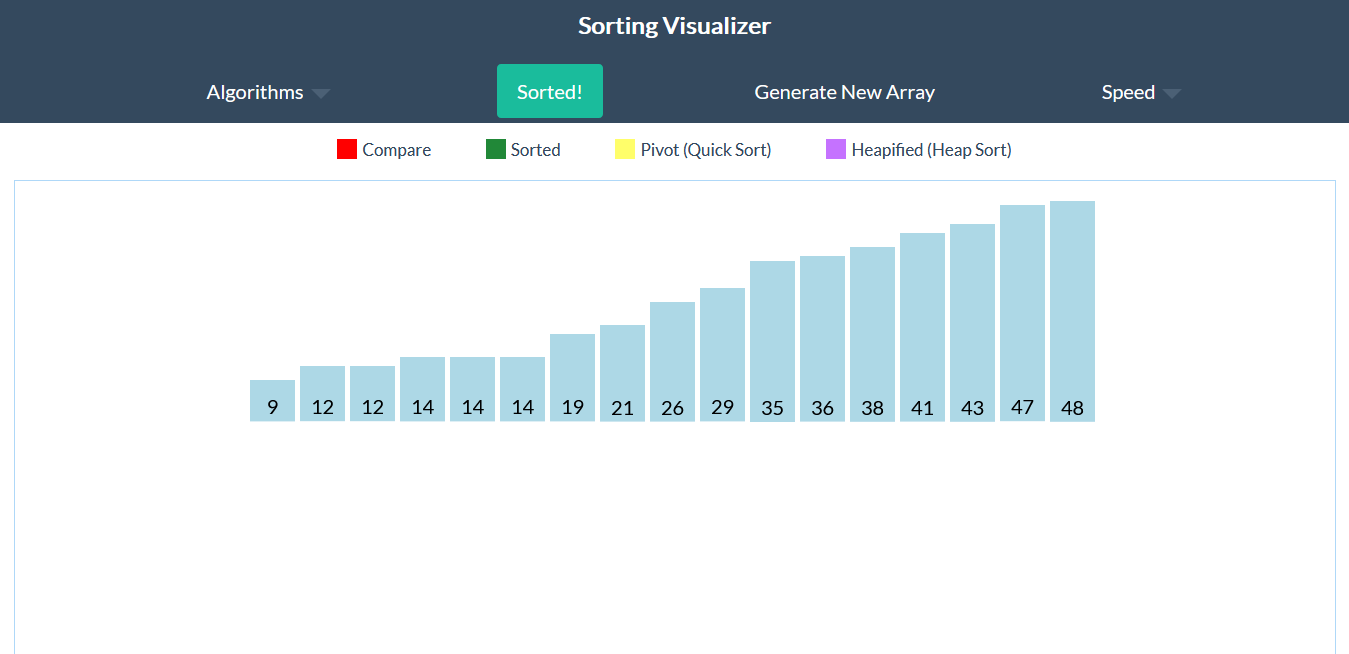 Sorting Visualizer
Algorithms Sorted! Generate New Array Speed
Compare Sorted Pivot (Quick Sort) Heapified (Heap Sort)
9 12 12 14 14 14 19 21 26 29 35 36 38 41 43 47 48